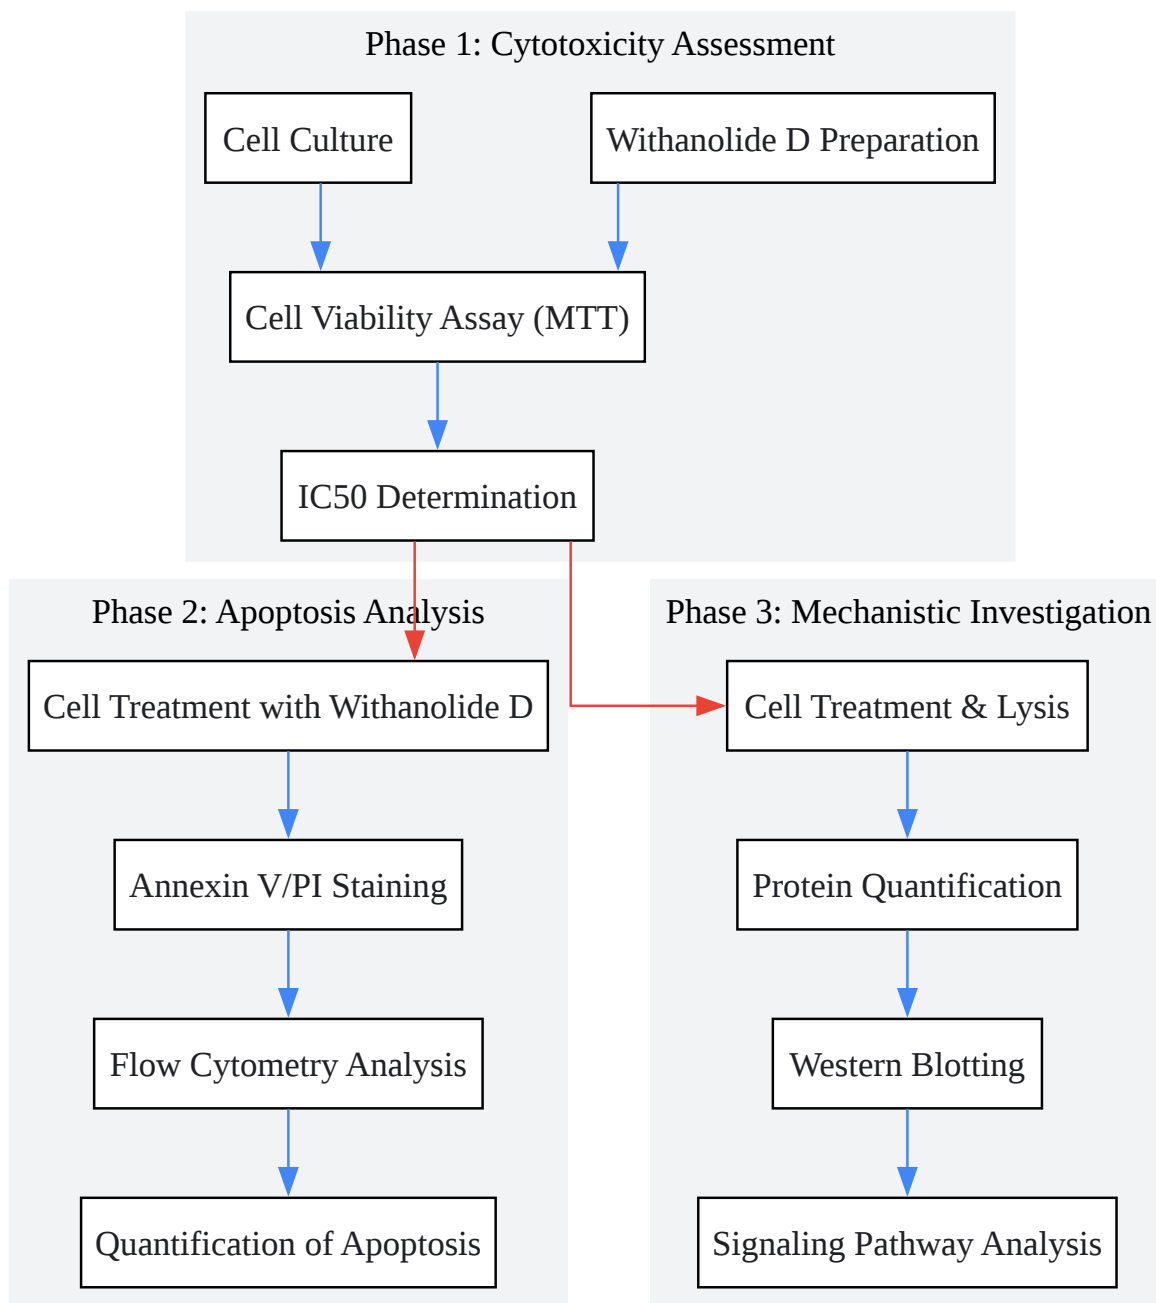 Phase 1: Cytotoxicity Assessment
Cell Culture
Withanolide D Preparation
Cell Viability Assay (MTT)
IC50 Determination
Phase 2: Apoptosis Analysis
Cell Treatment with Withanolide D
Annexin V/PI Staining
Flow Cytometry Analysis
Quantification of Apoptosis
Phase 3: Mechanistic Investigation
Cell Treatment & Lysis
Protein Quantification
Western Blotting
Signaling Pathway Analysis